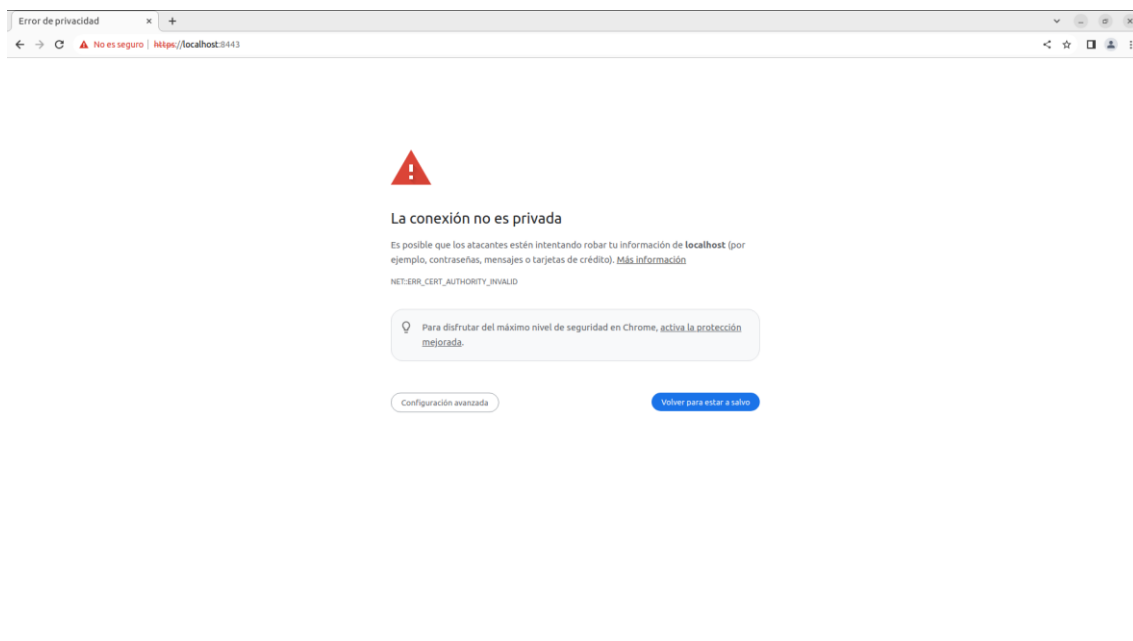 Error de privacidad
No es seguro
https://localhost:8443
La conexión no es privada
Es posible que los atacantes estén intentando robar tu información de localhost (por
ejemplo, contraseñas, mensajes o tarjetas de crédito). Más información
NET::ERR_CERT_AUTHORITY_INVALID
Para disfrutar del máximo nivel de seguridad en Chrome, activa la protección
mejorada.
Configuración avanzada
Volver para estar a salvo